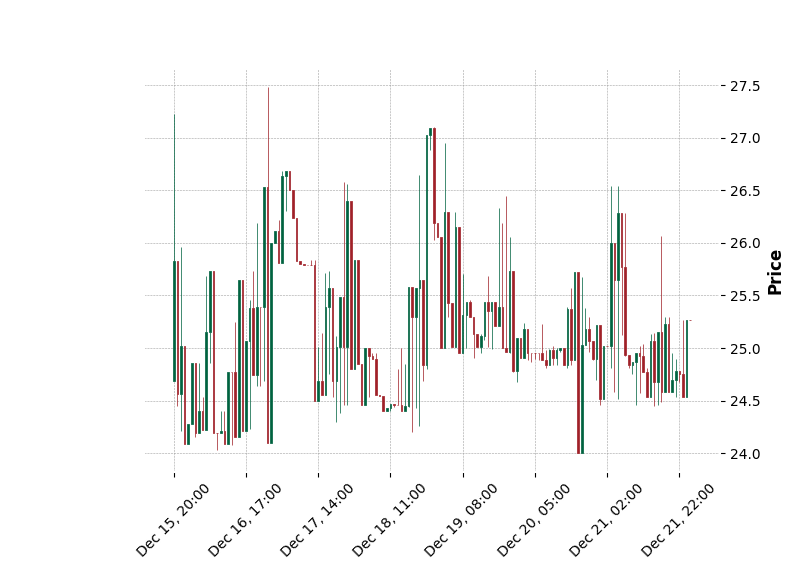 27.5
27.0
26.5
26.0
25.5
25.0
24.5
24.0
Price
Dec 15, 20:00
Dec 16, 17:00
Dec 17, 14:00
Dec 18, 11:00
Dec 19, 08:00
Dec 20, 05:00
Dec 21, 02:00
Dec 21, 22:00